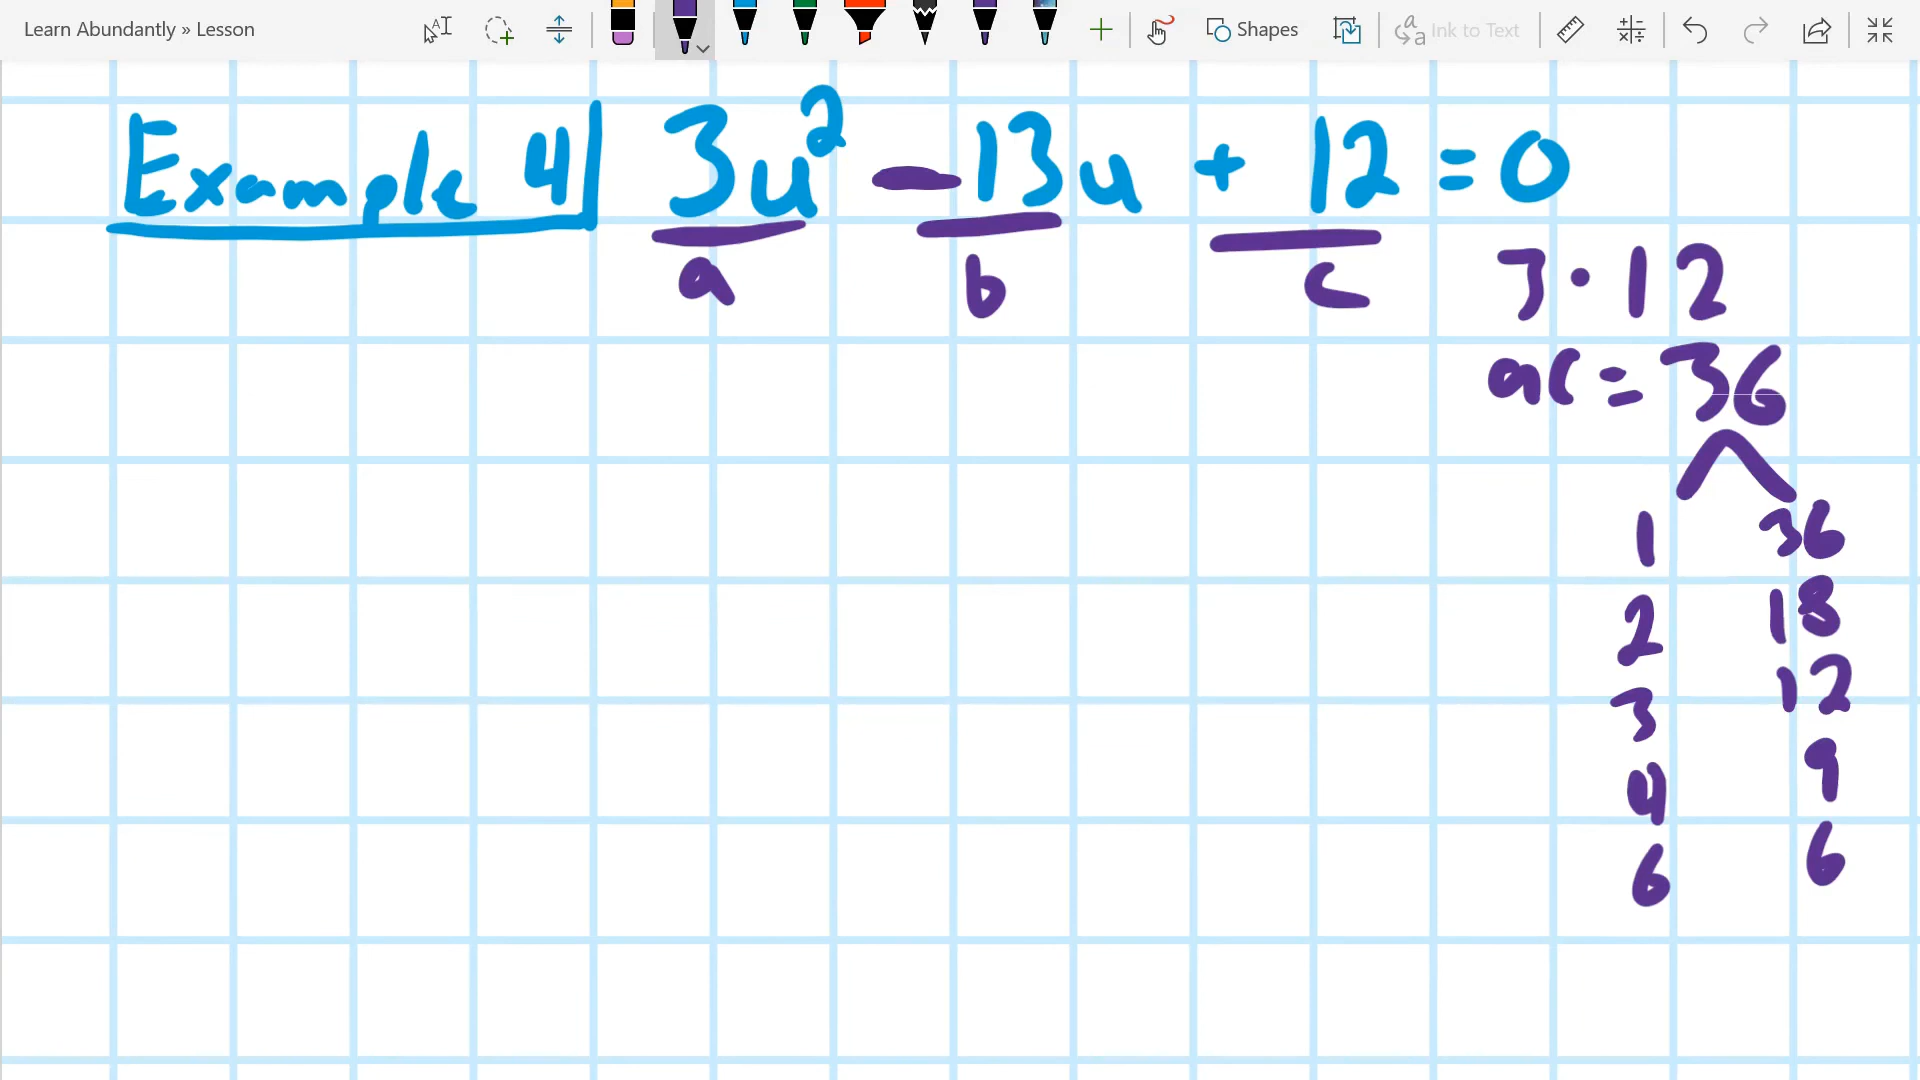 Learn Abundantly » Lesson
Shapes
Ink to Text
Example 4 3u² - 13u + 12 = 0
a b c
3 · 12
ac = 36
1 36
2 18
3 12
4 9
6 6